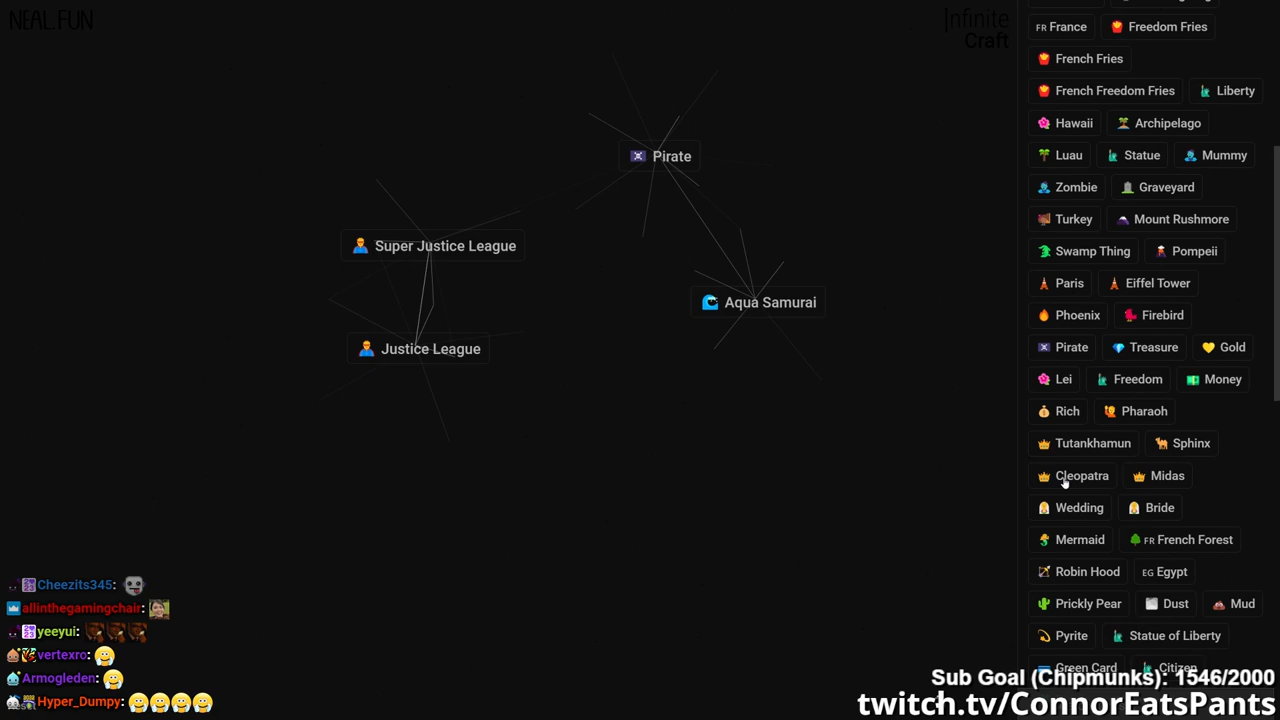 NEAL.FUN
Infinite
Craft
FR France
Freedom Fries
French Fries
French Freedom Fries
Liberty
Hawaii
Archipelago
Luau
Statue
Mummy
Zombie
Graveyard
Turkey
Mount Rushmore
Swamp Thing
Pompeii
Paris
Eiffel Tower
Phoenix
Firebird
Pirate
Treasure
Gold
Lei
Freedom
Money
Rich
Pharaoh
Tutankhamun
Sphinx
Cleopatra
Midas
Wedding
Bride
Mermaid
FR French Forest
Robin Hood
EG Egypt
Prickly Pear
Dust
Mud
Pyrite
Statue of Liberty
Green Card
Citizen
Pirate
Super Justice League
Aqua Samurai
Justice League
Cheezits345:
allinthegamingchair:
yeeyui:
vertexro:
Armogleden:
Hyper_Dumpy:
Sub Goal (Chipmunks): 1546/2000
twitch.tv/ConnorEatsPants